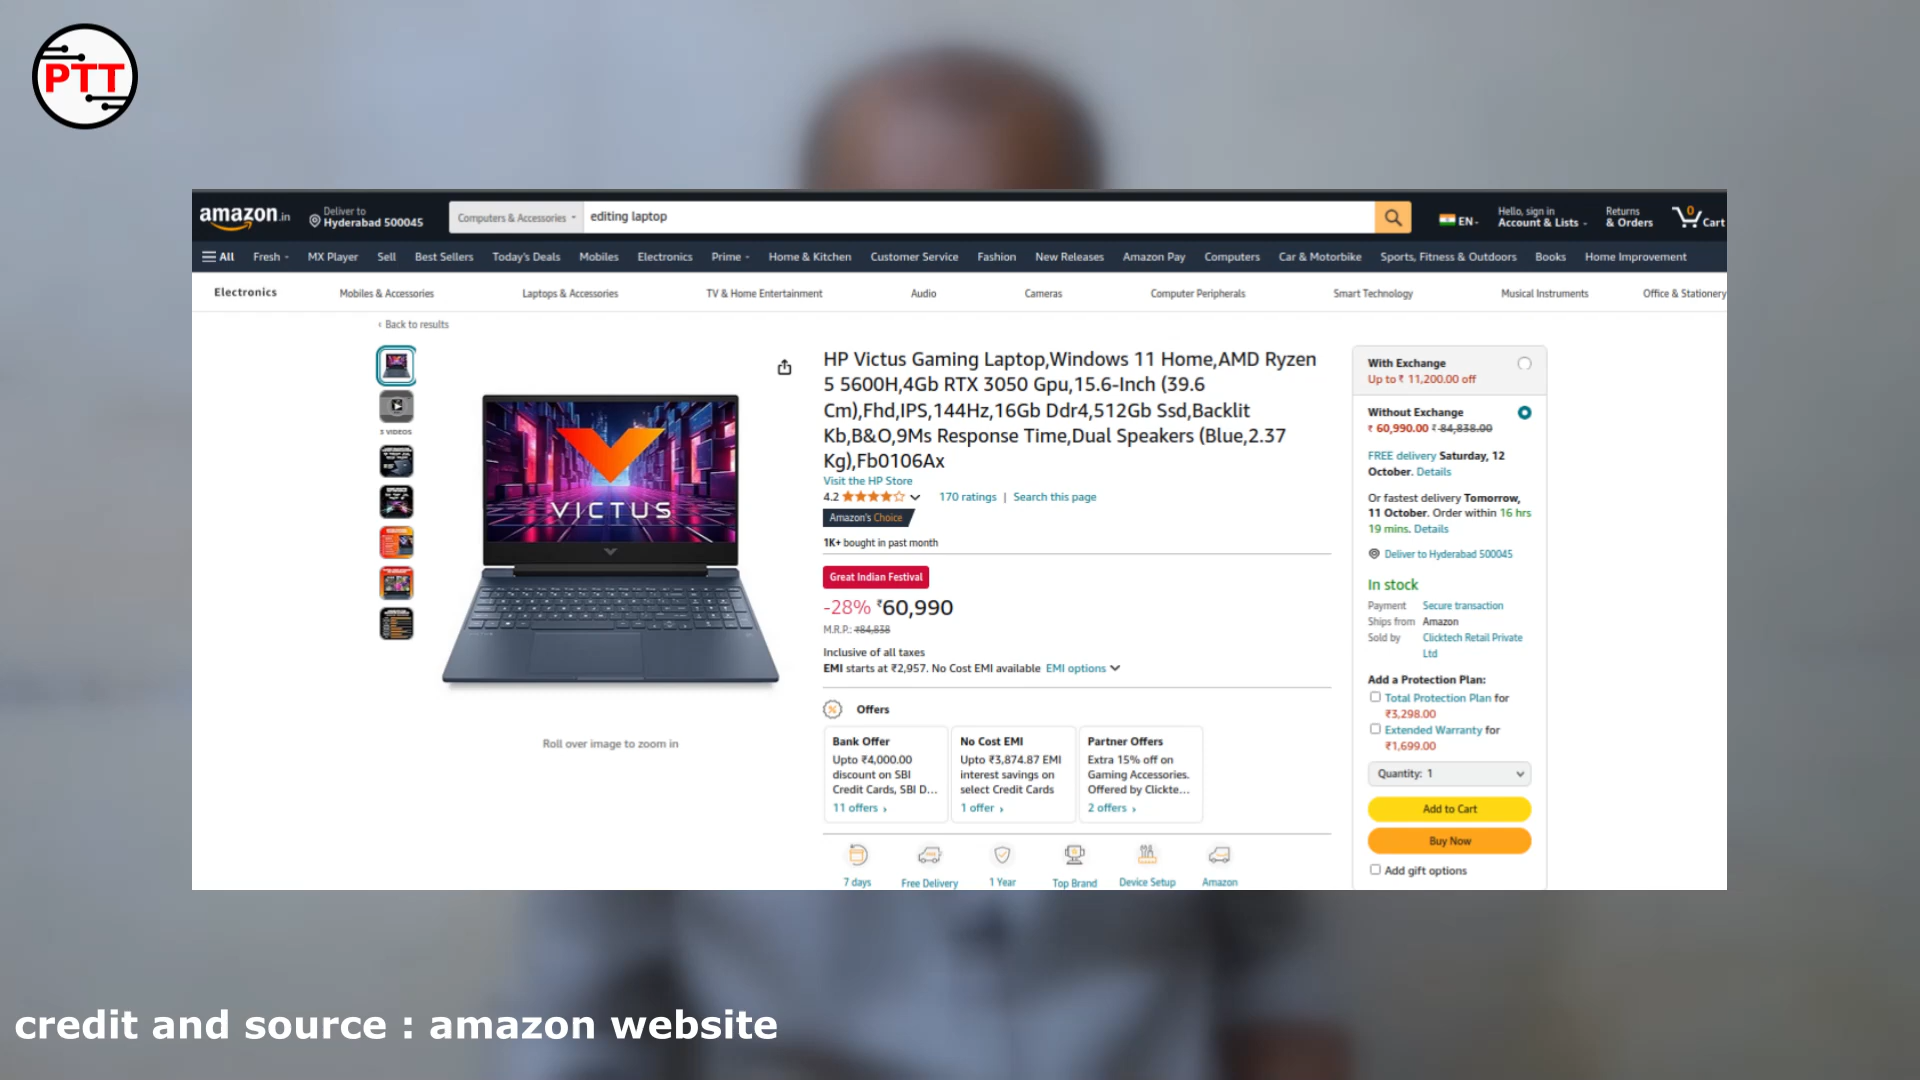 PTT
amazon.in
Deliver to
Hyderabad 500045
Computers & Accessories
editing laptop
EN
Hello, sign in
Account & Lists
Returns
& Orders
0
Cart
All
Fresh
MX Player
Sell
Best Sellers
Today's Deals
Mobiles
Electronics
Prime
Home & Kitchen
Customer Service
Fashion
New Releases
Amazon Pay
Computers
Car & Motorbike
Sports, Fitness & Outdoors
Books
Home Improvement
Electronics
Mobiles & Accessories
Laptops & Accessories
TV & Home Entertainment
Audio
Cameras
Computer Peripherals
Smart Technology
Musical Instruments
Office & Stationery
‹ Back to results
3 VIDEOS
VICTUS
Roll over image to zoom in
HP Victus Gaming Laptop,Windows 11 Home,AMD Ryzen
5 5600H,4Gb RTX 3050 Gpu,15.6-Inch (39.6
Cm),Fhd,IPS,144Hz,16Gb Ddr4,512Gb Ssd,Backlit
Kb,B&O,9Ms Response Time,Dual Speakers (Blue,2.37
Kg),Fb0106Ax
Visit the HP Store
4.2
170 ratings | Search this page
Amazon's Choice
1K+ bought in past month
Great Indian Festival
-28% ₹60,990
M.R.P.: ₹84,838
Inclusive of all taxes
EMI starts at ₹2,957. No Cost EMI available EMI options
Offers
Bank Offer
Upto ₹4,000.00
discount on SBI
Credit Cards, SBI D…
11 offers ›
No Cost EMI
Upto ₹3,874.87 EMI
interest savings on
select Credit Cards
1 offer ›
Partner Offers
Extra 15% off on
Gaming Accessories.
Offered by Clickte…
2 offers ›
7 days
Free Delivery
1 Year
Top Brand
Device Setup
Amazon
With Exchange
Up to ₹ 11,200.00 off
Without Exchange
₹ 60,990.00 ₹ 84,838.00
FREE delivery Saturday, 12
October. Details
Or fastest delivery Tomorrow,
11 October. Order within 16 hrs
19 mins. Details
Deliver to Hyderabad 500045
In stock
Payment Secure transaction
Ships from Amazon
Sold by Clicktech Retail Private
Ltd
Add a Protection Plan:
Total Protection Plan for
₹3,298.00
Extended Warranty for
₹1,699.00
Quantity: 1
Add to Cart
Buy Now
Add gift options
credit and source : amazon website